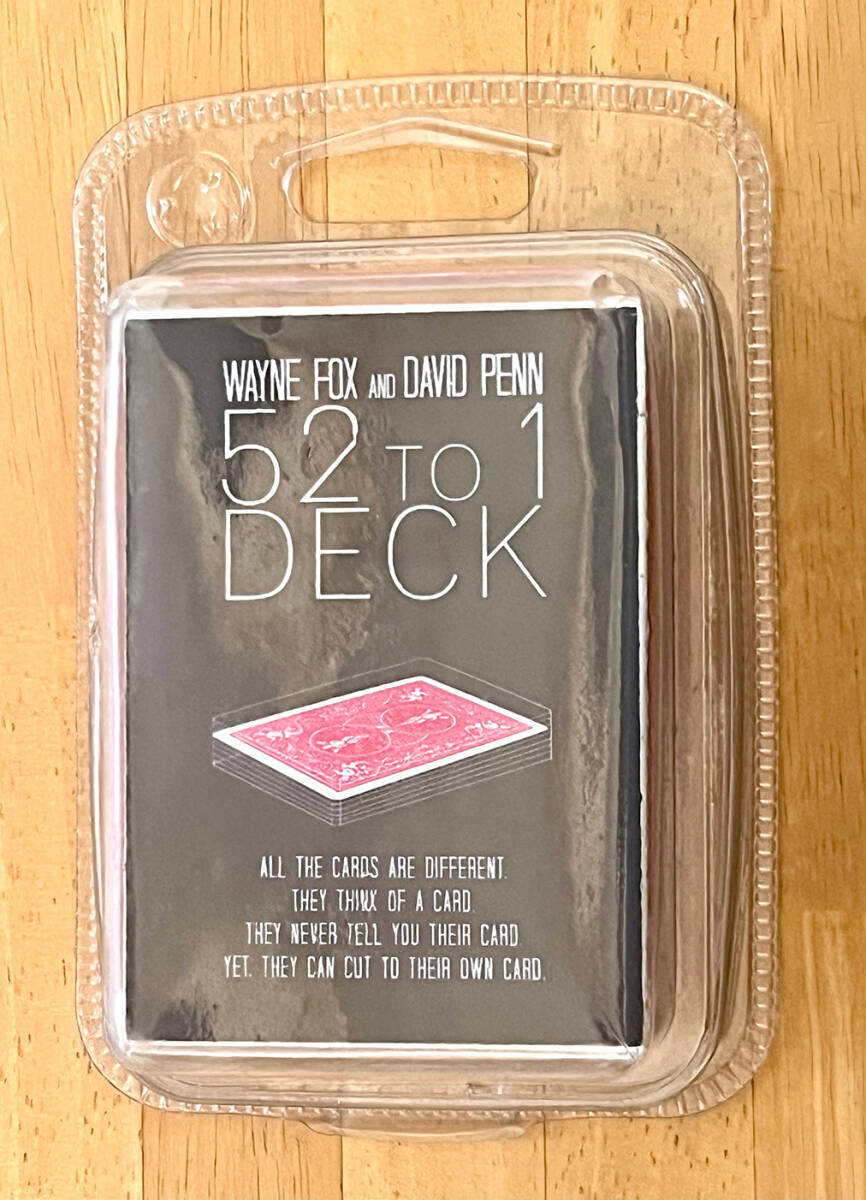 WAYNE FOX AND DAVID PENN
52 TO 1
DECK
ALL THE CARDS ARE DIFFERENT.
THEY THINK OF A CARD.
THEY NEVER TELL YOU THEIR CARD.
YET, THEY CAN CUT TO THEIR OWN CARD.